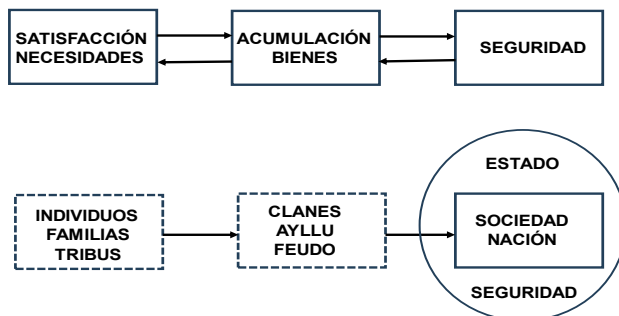 SATISFACCIÓN
NECESIDADES
ACUMULACIÓN
BIENES
SEGURIDAD
ESTADO
INDIVIDUOS
FAMILIAS
TRIBUS
CLANES
AYLLU
FEUDO
SOCIEDAD
NACIÓN
SEGURIDAD